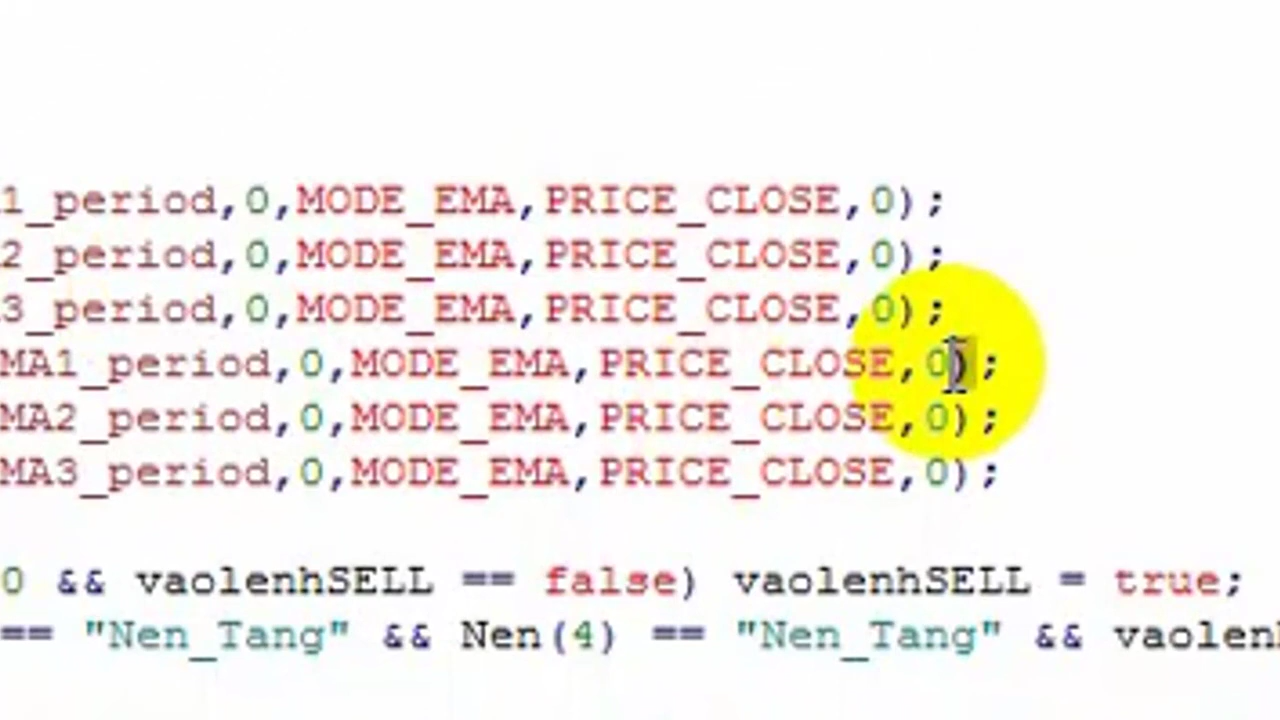 1_period,0,MODE_EMA,PRICE_CLOSE,0);
2_period,0,MODE_EMA,PRICE_CLOSE,0);
3_period,0,MODE_EMA,PRICE_CLOSE,0);
MA1_period,0,MODE_EMA,PRICE_CLOSE,0);
MA2_period,0,MODE_EMA,PRICE_CLOSE,0);
MA3_period,0,MODE_EMA,PRICE_CLOSE,0);
0 && vaolenhSELL == false) vaolenhSELL = true;
== "Nen_Tang" && Nen(4) == "Nen_Tang" && vaolenh